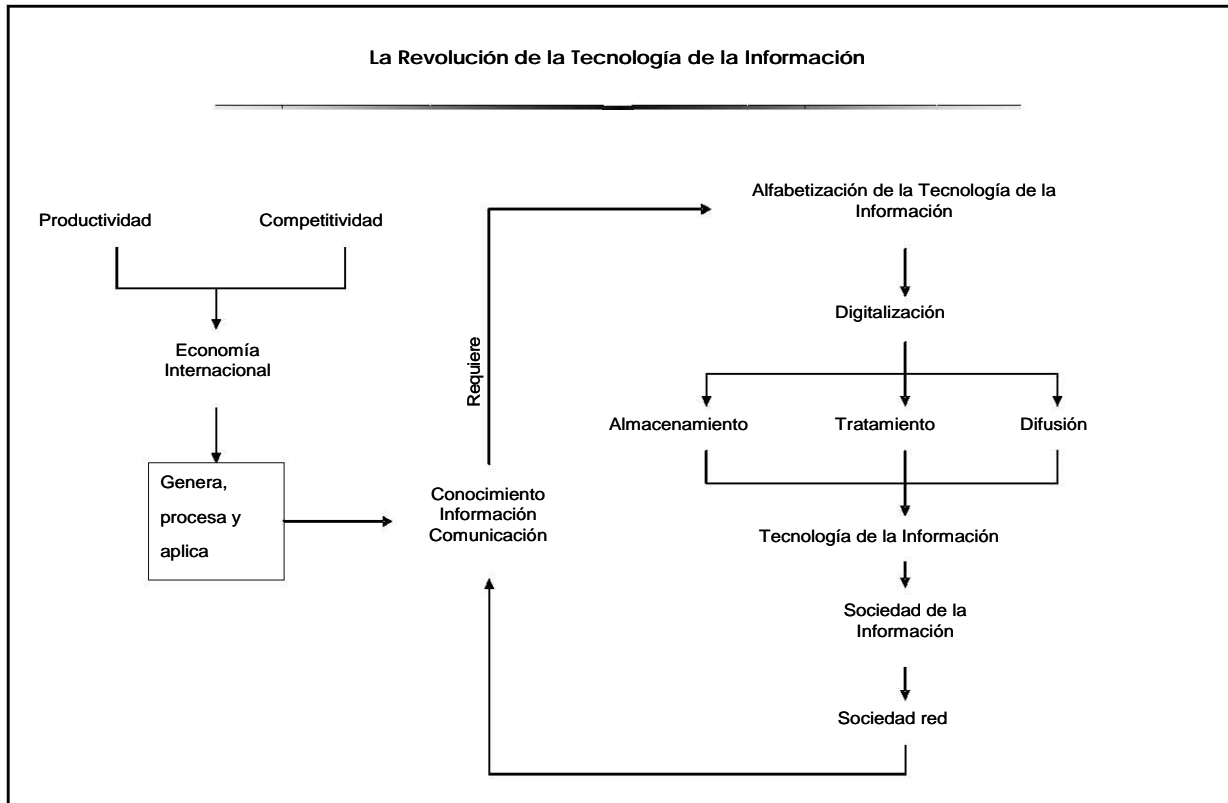 La Revolución de la Tecnología de la Información
Productividad
Competitividad
Economía
Internacional
Genera,
procesa y
aplica
Conocimiento
Información
Comunicación
Requiere
Alfabetización de la Tecnología de la
Información
Digitalización
Almacenamiento
Tratamiento
Difusión
Tecnología de la Información
Sociedad de la
Información
Sociedad red